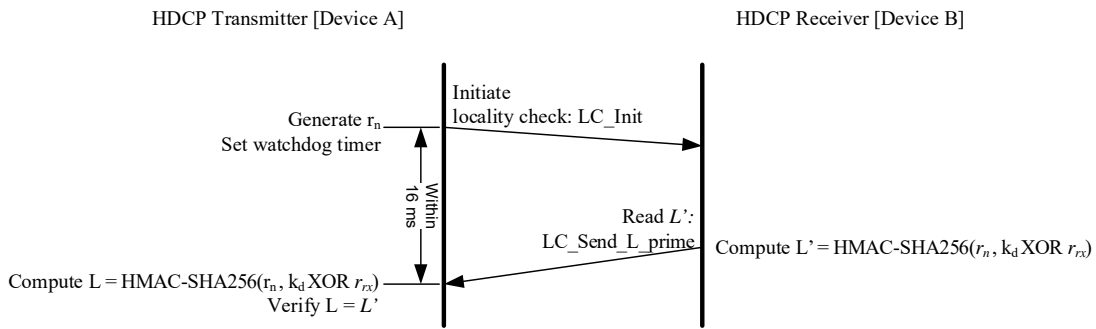 HDCP Transmitter [Device A]
HDCP Receiver [Device B]
Initiate
locality check: LC_Init
Generate rn
Set watchdog timer
Within
16 ms
Read L’:
LC_Send_L_prime
Compute L’ = HMAC-SHA256(rn, kd XOR rrx)
Compute L = HMAC-SHA256(rn, kd XOR rrx)
Verify L = L’